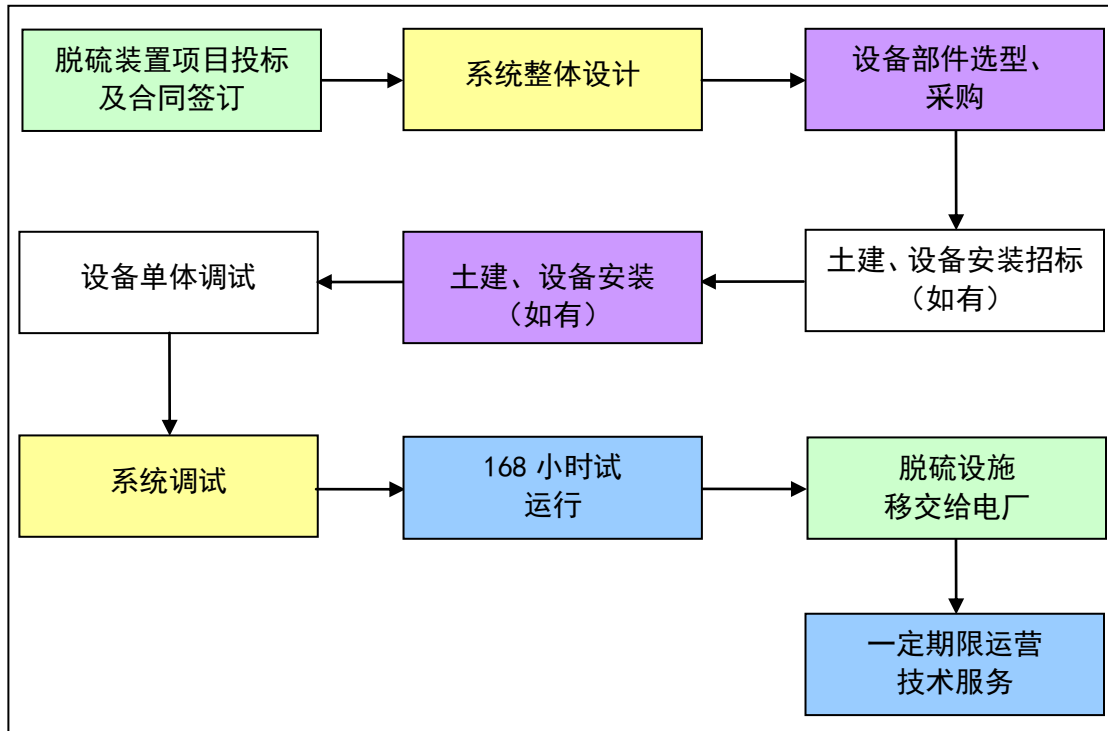 脱硫装置项目投标
及合同签订
系统整体设计
设备部件选型、
采购
土建、设备安装招标
（如有）
土建、设备安装
（如有）
设备单体调试
系统调试
168 小时试
运行
脱硫设施
移交给电厂
一定期限运营
技术服务